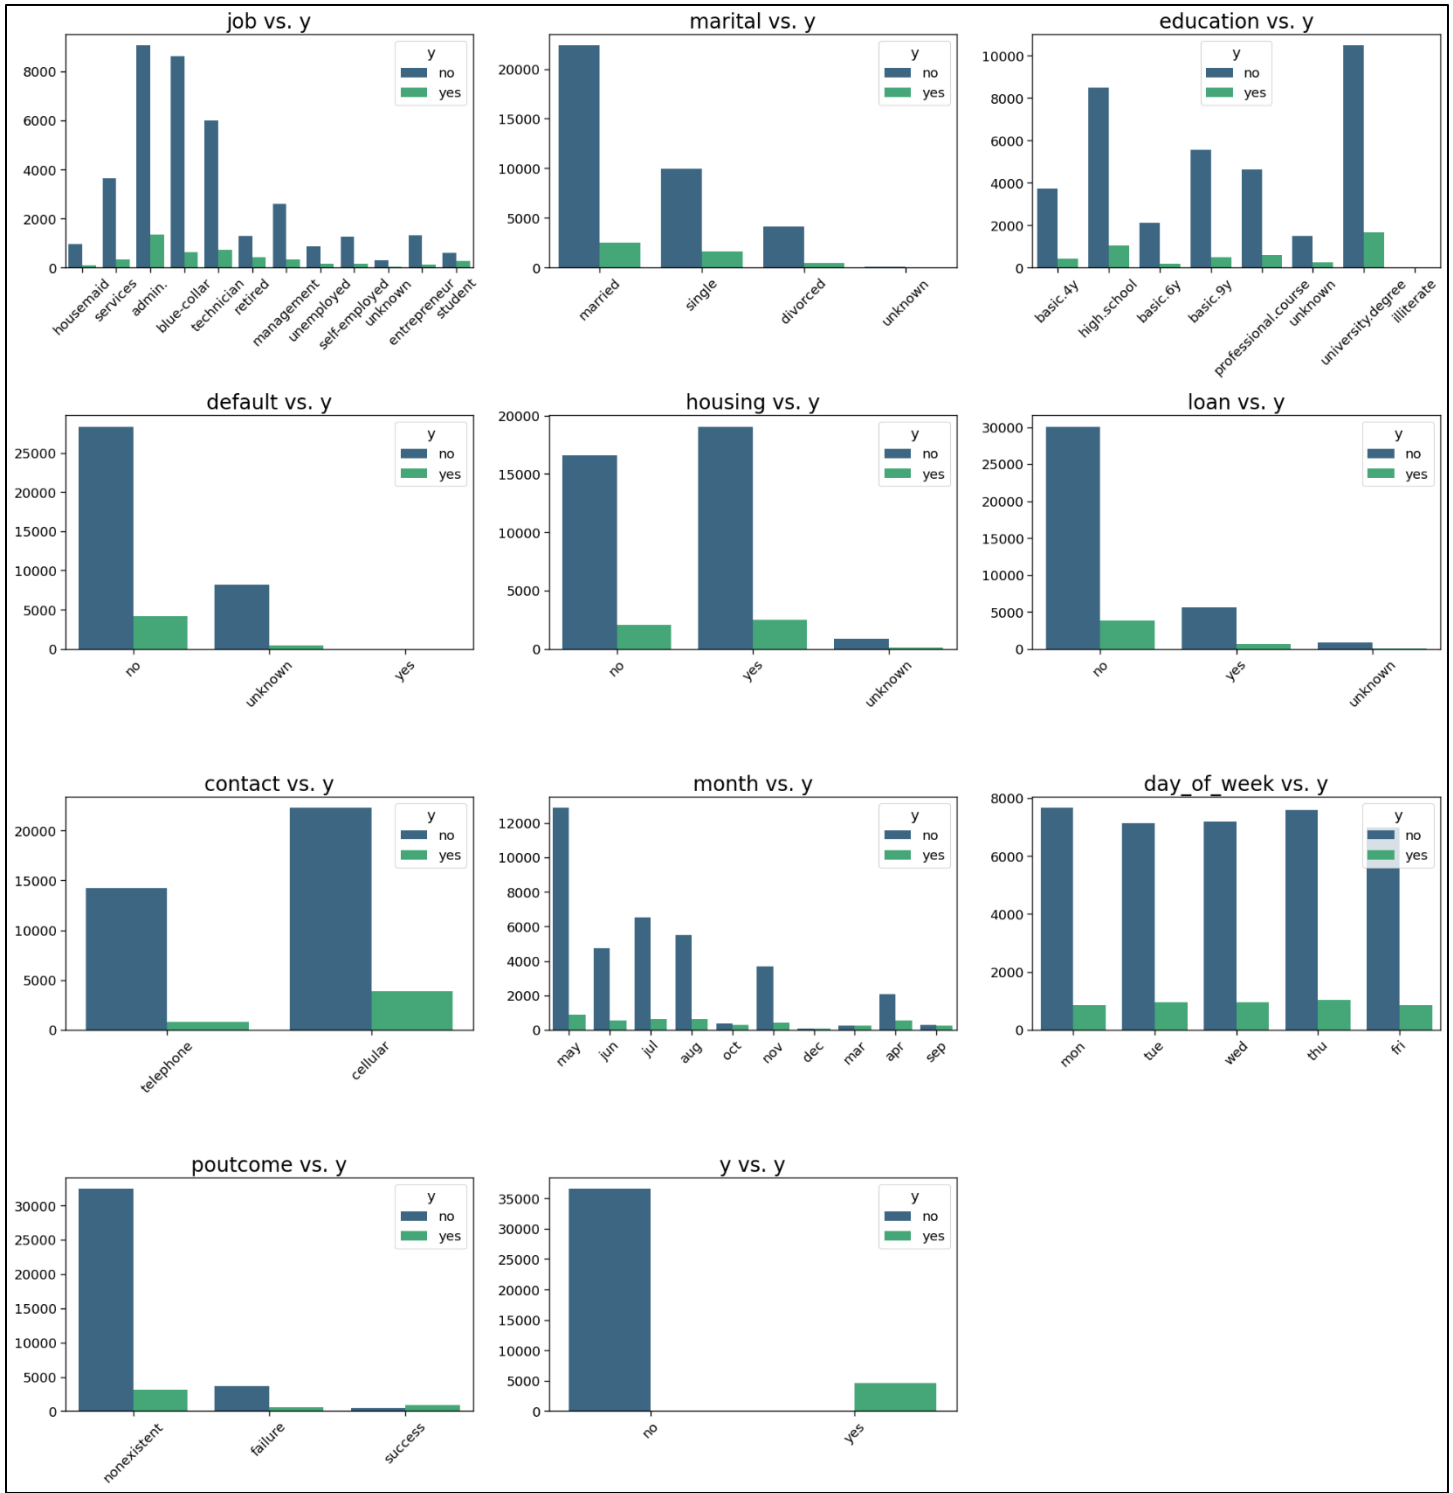 job vs. y
8000
6000
4000
2000
0
y
no
yes
housemaid
services
admin.
blue-collar
technician
retired
management
unemployed
self-employed
unknown
entrepreneur
student
marital vs. y
20000
15000
10000
5000
0
y
no
yes
married
single
divorced
unknown
education vs. y
10000
8000
6000
4000
2000
0
y
no
yes
basic.4y
high.school
basic.6y
basic.9y
professional.course
unknown
university.degree
illiterate
default vs. y
25000
20000
15000
10000
5000
0
y
no
yes
no
unknown
yes
housing vs. y
20000
15000
10000
5000
0
y
no
yes
no
yes
unknown
loan vs. y
30000
25000
20000
15000
10000
5000
0
y
no
yes
no
yes
unknown
contact vs. y
20000
15000
10000
5000
0
y
no
yes
telephone
cellular
month vs. y
12000
10000
8000
6000
4000
2000
0
y
no
yes
may
jun
jul
aug
oct
nov
dec
mar
apr
sep
day_of_week vs. y
8000
6000
4000
2000
0
y
no
yes
mon
tue
wed
thu
fri
poutcome vs. y
30000
25000
20000
15000
10000
5000
0
y
no
yes
nonexistent
failure
success
y vs. y
35000
30000
25000
20000
15000
10000
5000
0
y
no
yes
no
yes